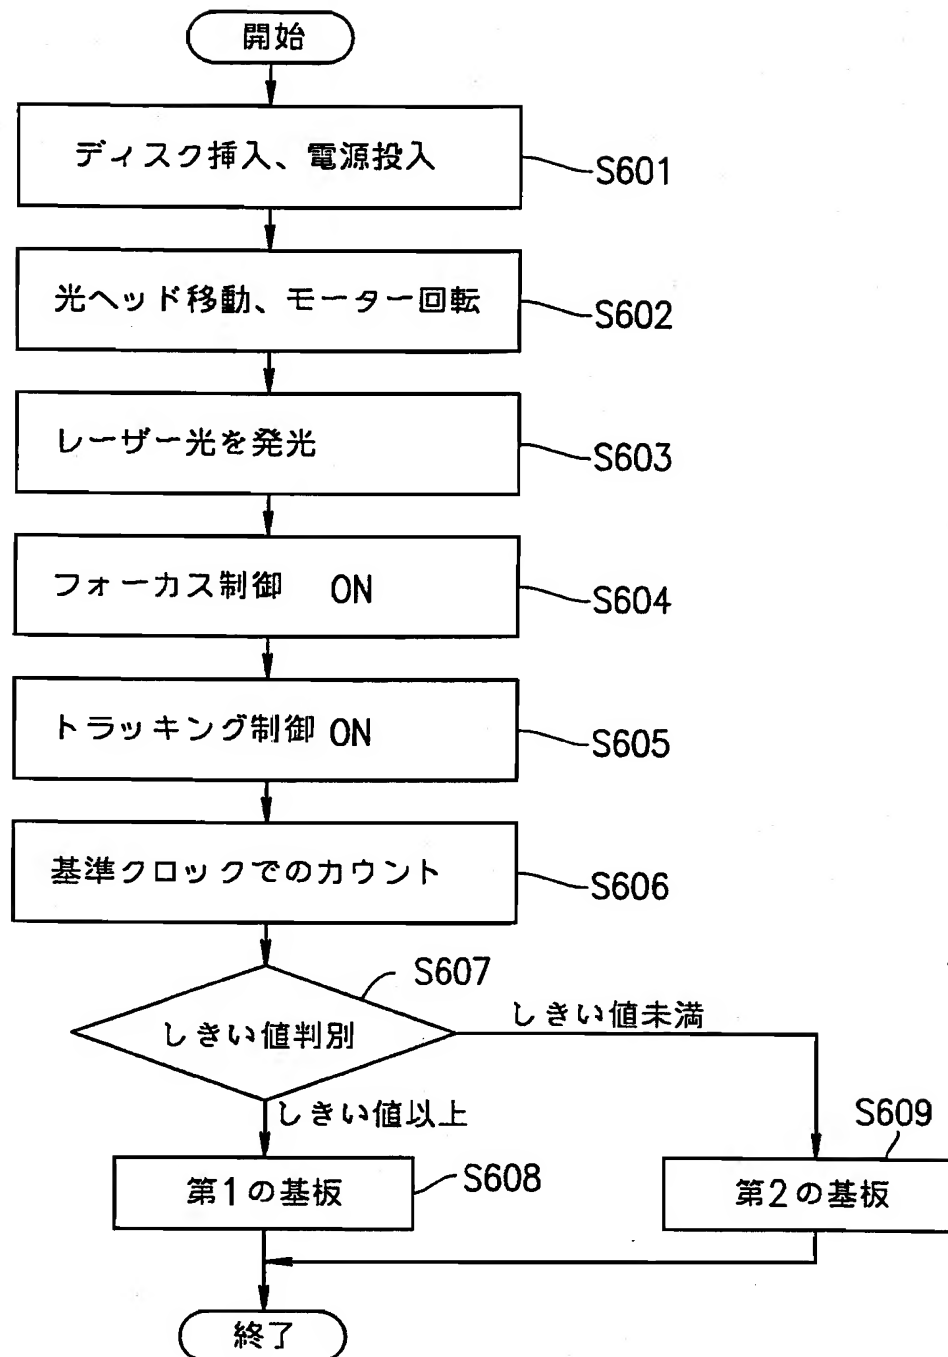 開始
ディスク挿入、電源投入
S601
光ヘッド移動、モーター回転
S602
レーザー光を発光
S603
フォーカス制御 ON
S604
トラッキング制御 ON
S605
基準クロックでのカウント
S606
S607
しきい値判別
しきい値未満
しきい値以上
S609
第1の基板
S608
第2の基板
終了